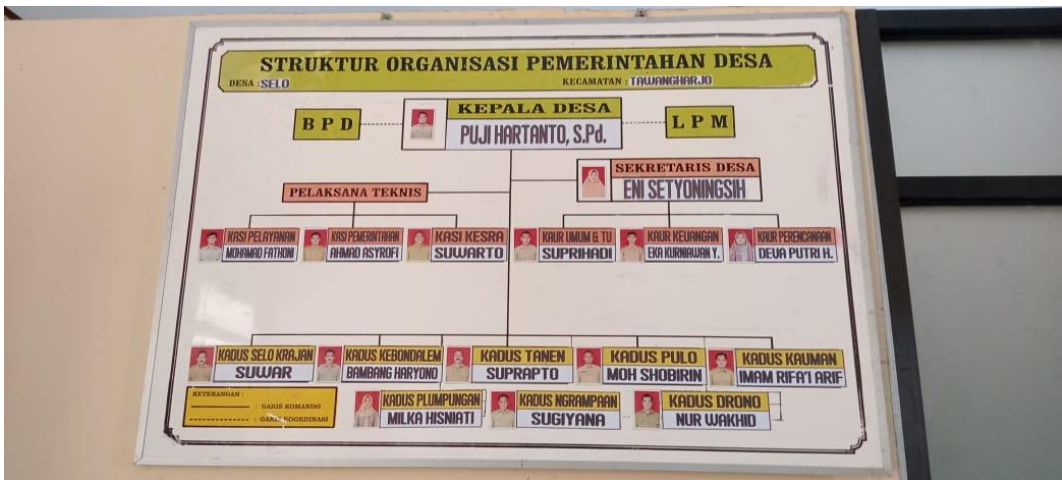 STRUKTUR ORGANISASI PEMERINTAHAN DESA
DESA : SELO
KECAMATAN : TAWANGHARJO
B P D
KEPALA DESA
PUJI HARTANTO, S.Pd.
L P M
SEKRETARIS DESA
ENI SETYONINGSIH
PELAKSANA TEKNIS
KASI PELAYANAN
MOHAMAD FATHONI
KASI PEMERINTAHAN
AHMAD ASYROFI
KASI KESRA
SUWARTO
KAUR UMUM & TU
SUPRIHADI
KAUR KEUANGAN
EKA KURNIAWAN Y.
KAUR PERENCANAAN
DEVA PUTRI H.
KADUS SELO KRAJAN
SUWAR
KADUS KEBONDALEM
BAMBANG HARYONO
KADUS TANEN
SUPRAPTO
KADUS PULO
MOH SHOBIRIN
KADUS KAUMAN
IMAM RIFA'I ARIF
KETERANGAN :
: GARIS KOMANDO
: GARIS KOORDINASI
KADUS PLUMPUNGAN
MILKA HISNIATI
KADUS NGRAMPAAN
SUGIYANA
KADUS DRONO
NUR WAKHID